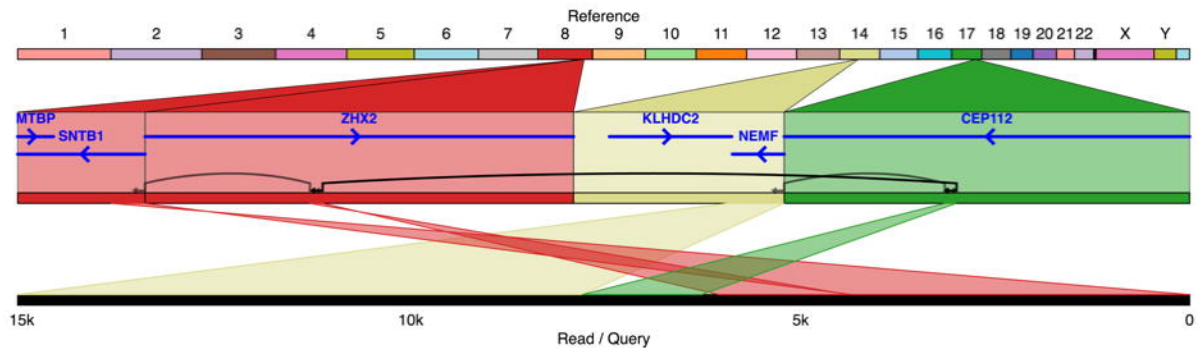 Reference
1 2 3 4 5 6 7 8 9 10 11 12 13 14 15 16 17 18 19 20 21 22 X Y
MTBP ZHX2 KLHDC2 CEP112
SNTB1 NEMF
15k 10k 5k 0
Read / Query